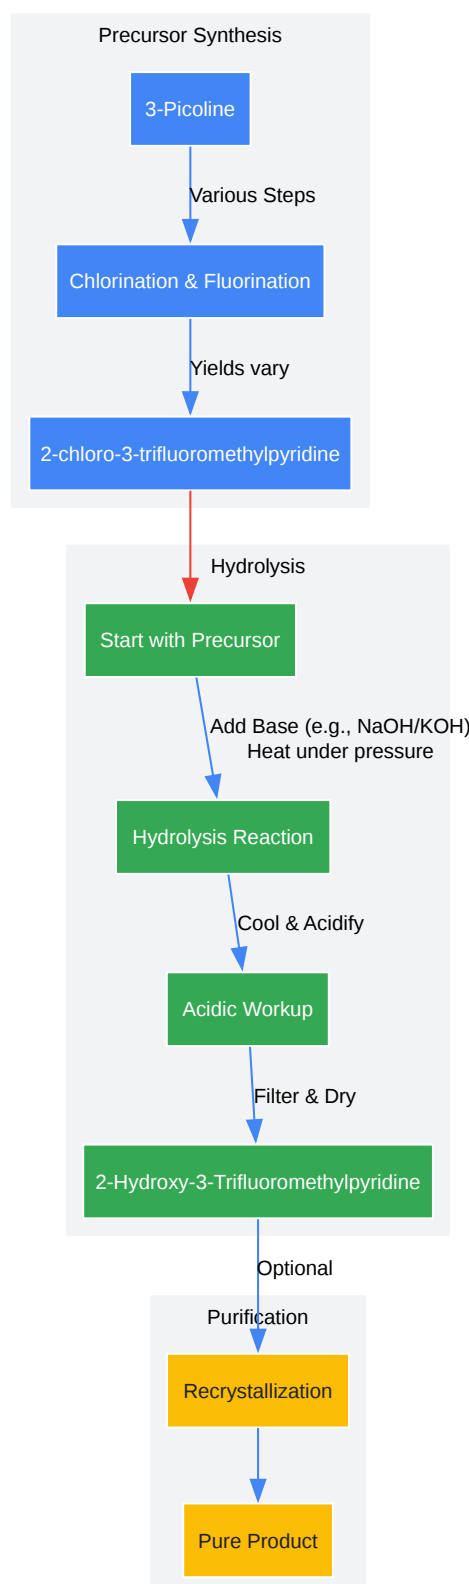 Precursor Synthesis
3-Picoline
Various Steps
Chlorination & Fluorination
Yields vary
2-chloro-3-trifluoromethylpyridine
Hydrolysis
Start with Precursor
Add Base (e.g., NaOH/KOH)
Heat under pressure
Hydrolysis Reaction
Cool & Acidify
Acidic Workup
Filter & Dry
2-Hydroxy-3-Trifluoromethylpyridine
Optional
Purification
Recrystallization
Pure Product